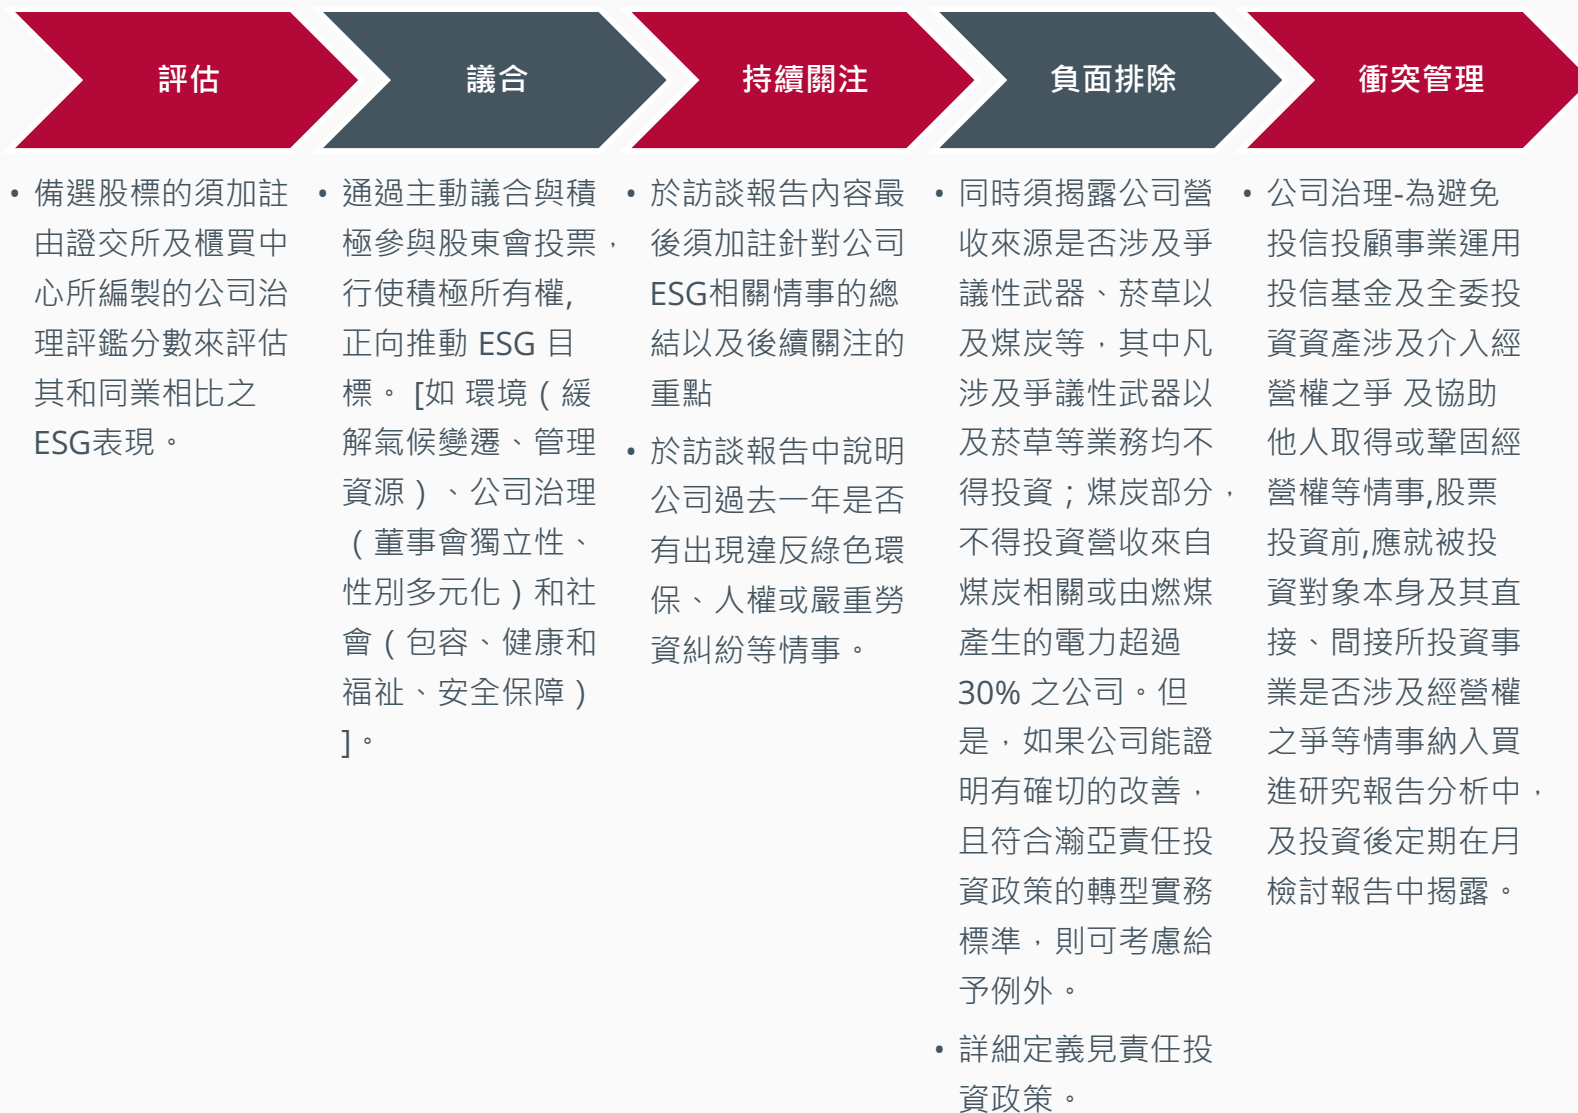 評估
議合
持續關注
負面排除
衝突管理
• 備選股標的須加註
由證交所及櫃買中
心所編製的公司治
理評鑑分數來評估
其和同業相比之
ESG表現。
• 通過主動議合與積
極參與股東會投票，
行使積極所有權,
正向推動 ESG 目
標。 [如 環境（緩
解氣候變遷、管理
資源）、公司治理
（董事會獨立性、
性別多元化）和社
會（包容、健康和
福祉、安全保障）
]。
• 於訪談報告內容最
後須加註針對公司
ESG相關情事的總
結以及後續關注的
重點
• 於訪談報告中說明
公司過去一年是否
有出現違反綠色環
保、人權或嚴重勞
資糾紛等情事。
• 同時須揭露公司營
收來源是否涉及爭
議性武器、菸草以
及煤炭等，其中凡
涉及爭議性武器以
及菸草等業務均不
得投資；煤炭部分，
不得投資營收來自
煤炭相關或由燃煤
產生的電力超過
30% 之公司。但
是，如果公司能證
明有確切的改善，
且符合瀚亞責任投
資政策的轉型實務
標準，則可考慮給
予例外。
• 詳細定義見責任投
資政策。
• 公司治理-為避免
投信投顧事業運用
投信基金及全委投
資資產涉及介入經
營權之爭 及協助
他人取得或鞏固經
營權等情事,股票
投資前,應就被投
資對象本身及其直
接、間接所投資事
業是否涉及經營權
之爭等情事納入買
進研究報告分析中，
及投資後定期在月
檢討報告中揭露。